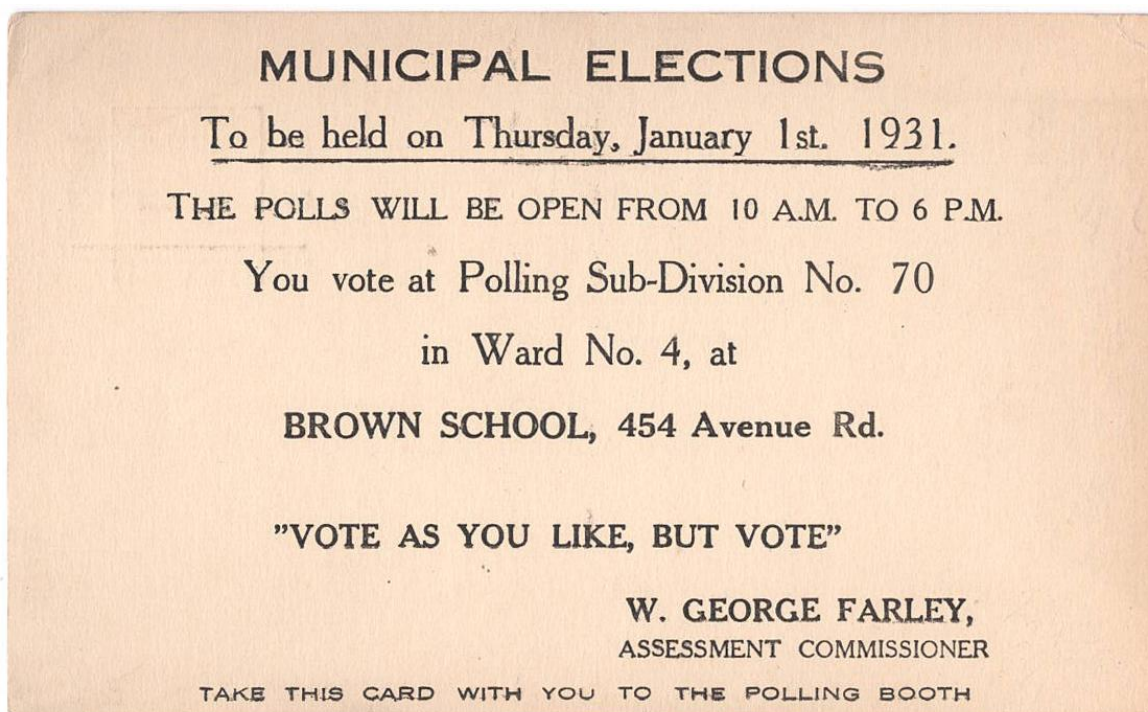 MUNICIPAL ELECTIONS
To be held on Thursday, January 1st. 1931.
THE POLLS WILL BE OPEN FROM 10 A.M. TO 6 P.M.
You vote at Polling Sub-Division No. 70
in Ward No. 4, at
BROWN SCHOOL, 454 Avenue Rd.
"VOTE AS YOU LIKE, BUT VOTE"
W. GEORGE FARLEY,
ASSESSMENT COMMISSIONER
TAKE THIS CARD WITH YOU TO THE POLLING BOOTH